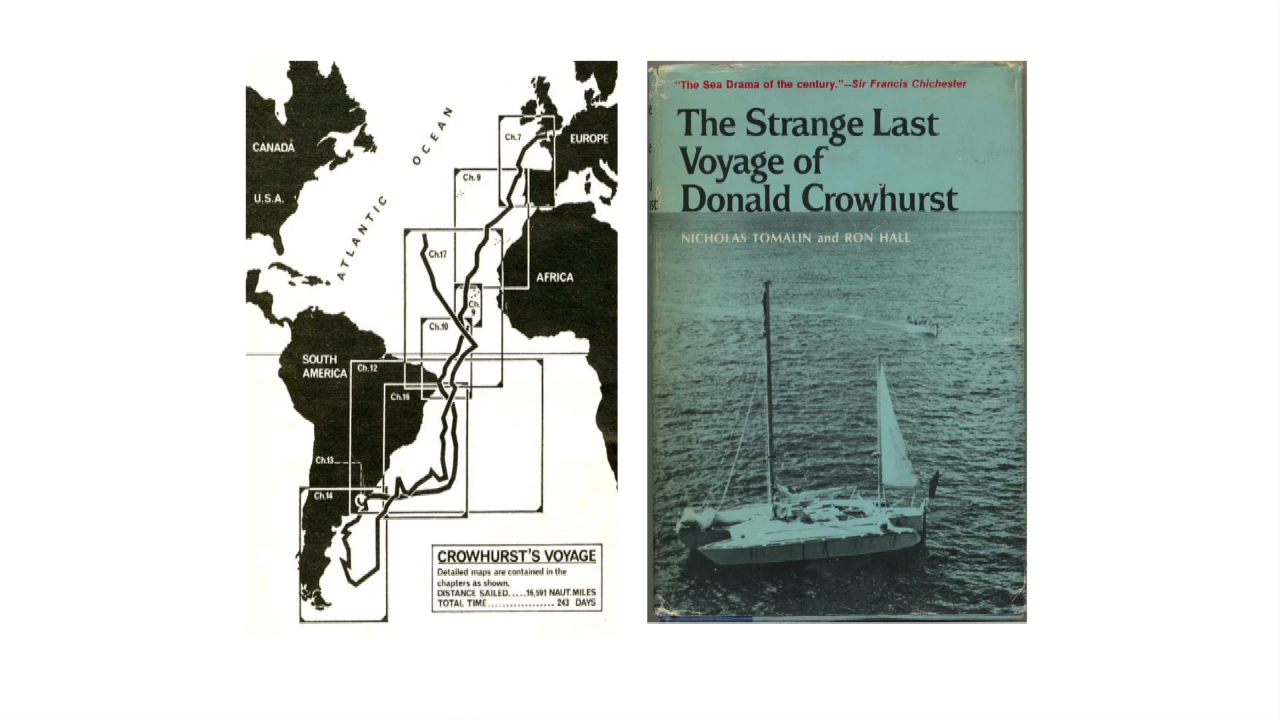 CANADA
U.S.A.
ATLANTIC OCEAN
EUROPE
AFRICA
SOUTH
AMERICA
Ch.7
Ch.9
Ch.17
Ch.
9
Ch.10
Ch.12
Ch.16
Ch.13
Ch.14
CROWHURST'S VOYAGE
Detailed maps are contained in the
chapters as shown.
DISTANCE SAILED.....16,591 NAUT.MILES
TOTAL TIME.................. 243 DAYS
"The Sea Drama of the century."—Sir Francis Chichester
The Strange Last
Voyage of
Donald Crowhurst
NICHOLAS TOMALIN and RON HALL